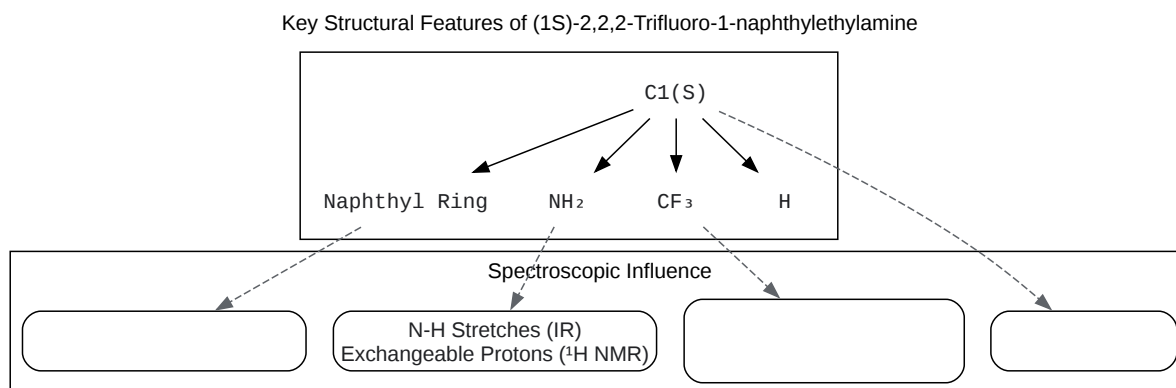 Key Structural Features of (1S)-2,2,2-Trifluoro-1-naphthylethylamine
C1(S)
Naphthyl Ring NH₂ CF₃ H
Spectroscopic Influence
N-H Stretches (IR)
Exchangeable Protons (¹H NMR)